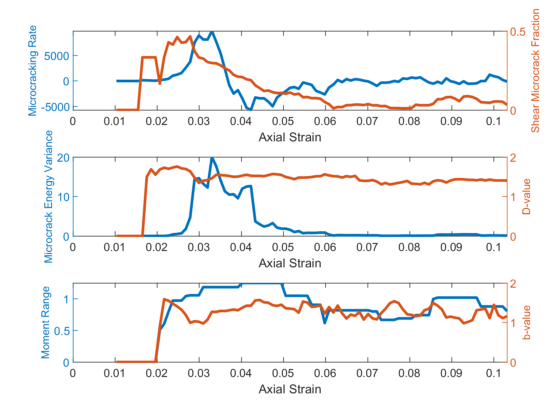 Microcracking Rate
5000
0
-5000
0.5
0
Shear Microcrack Fraction
0 0.01 0.02 0.03 0.04 0.05 0.06 0.07 0.08 0.09 0.1
Axial Strain
Microcrack Energy Variance
20
10
0
2
1
0
D-value
0 0.01 0.02 0.03 0.04 0.05 0.06 0.07 0.08 0.09 0.1
Axial Strain
Moment Range
1
0.5
0
2
1
0
b-value
0 0.01 0.02 0.03 0.04 0.05 0.06 0.07 0.08 0.09 0.1
Axial Strain